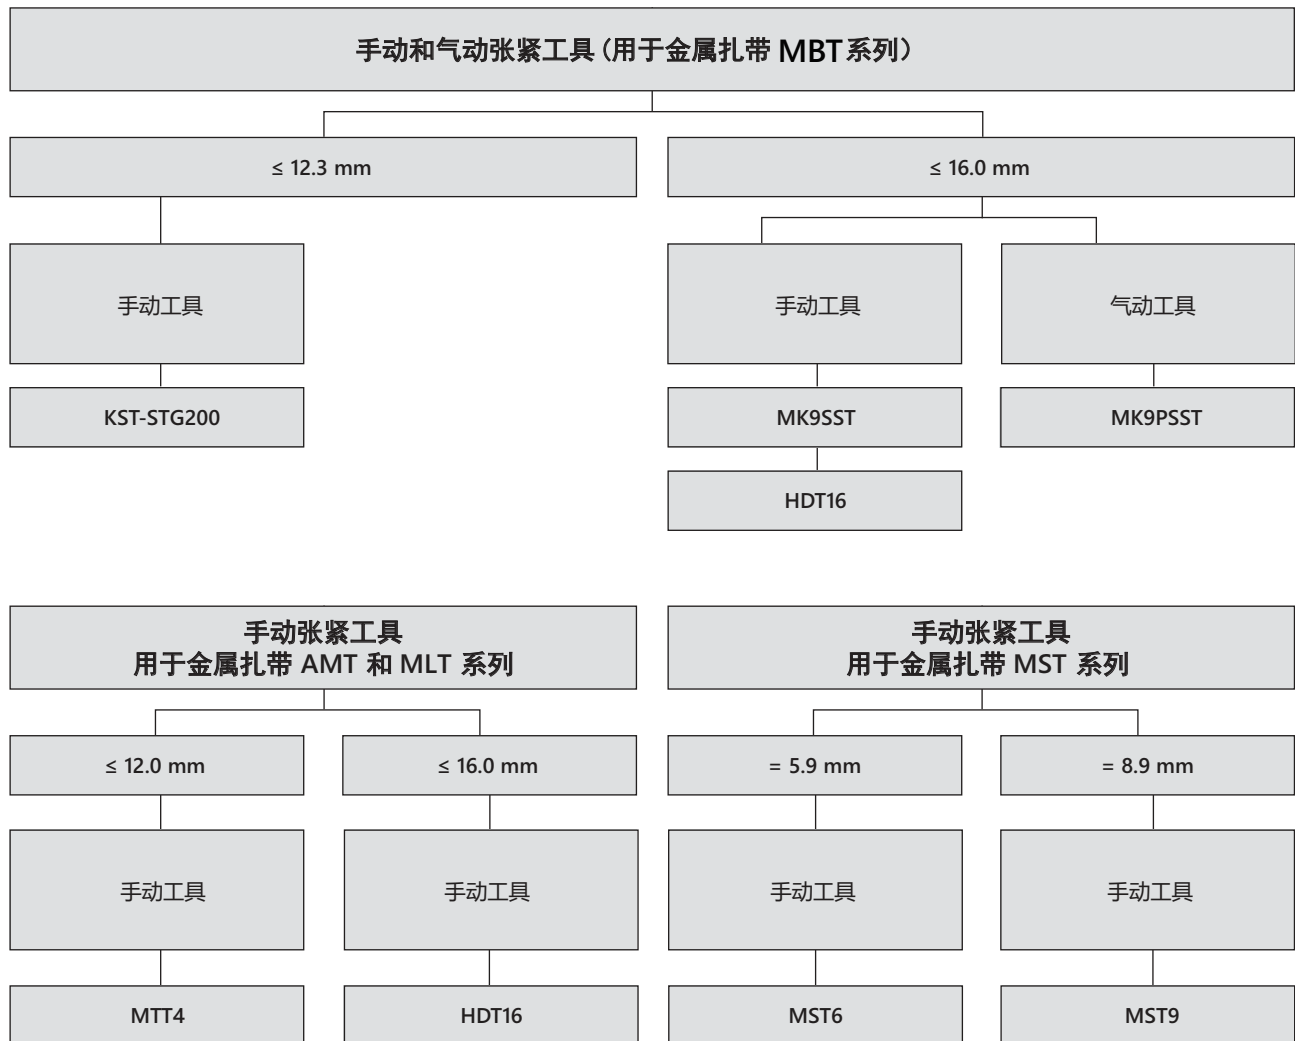 手动和气动张紧工具(用于金属扎带 MBT 系列)
≤ 12.3 mm
≤ 16.0 mm
手动工具
手动工具
气动工具
KST-STG200
MK9SST
MK9PSST
HDT16
手动张紧工具
用于金属扎带 AMT 和 MLT 系列
手动张紧工具
用于金属扎带 MST 系列
≤ 12.0 mm
≤ 16.0 mm
= 5.9 mm
= 8.9 mm
手动工具
手动工具
手动工具
手动工具
MTT4
HDT16
MST6
MST9